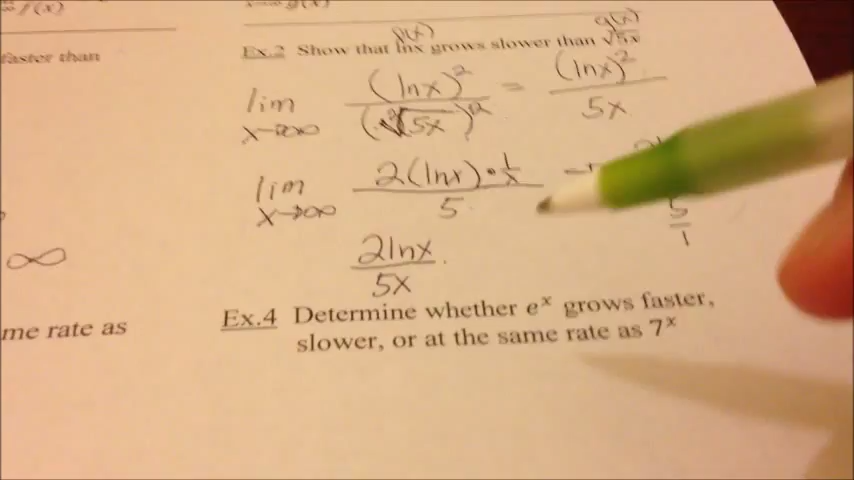 f(x)
g(x)
faster than
f(x) g(x)
Ex.2 Show that lnx grows slower than √5x
lim x→∞ (lnx)² / (√5x)² = (lnx)² / 5x
lim x→∞ 2(lnx)·1/x / 5 =
5/1
2lnx / 5x
∞
me rate as
Ex.4 Determine whether eˣ grows faster,
slower, or at the same rate as 7ˣ